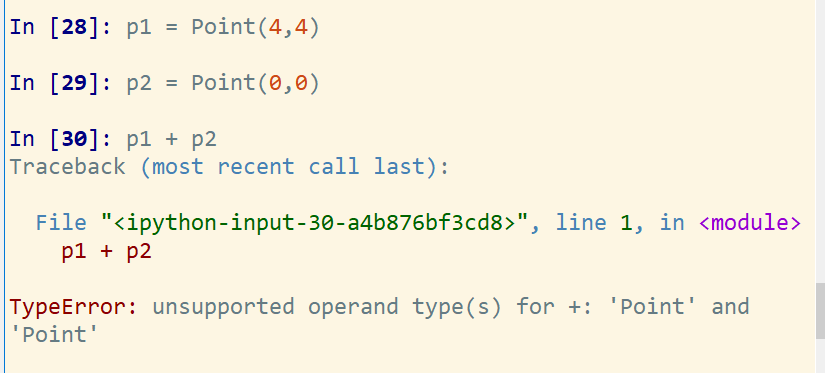 In [28]: p1 = Point(4,4)
In [29]: p2 = Point(0,0)
In [30]: p1 + p2
Traceback (most recent call last):
File "<ipython-input-30-a4b876bf3cd8>", line 1, in <module>
p1 + p2
TypeError: unsupported operand type(s) for +: 'Point' and
'Point'